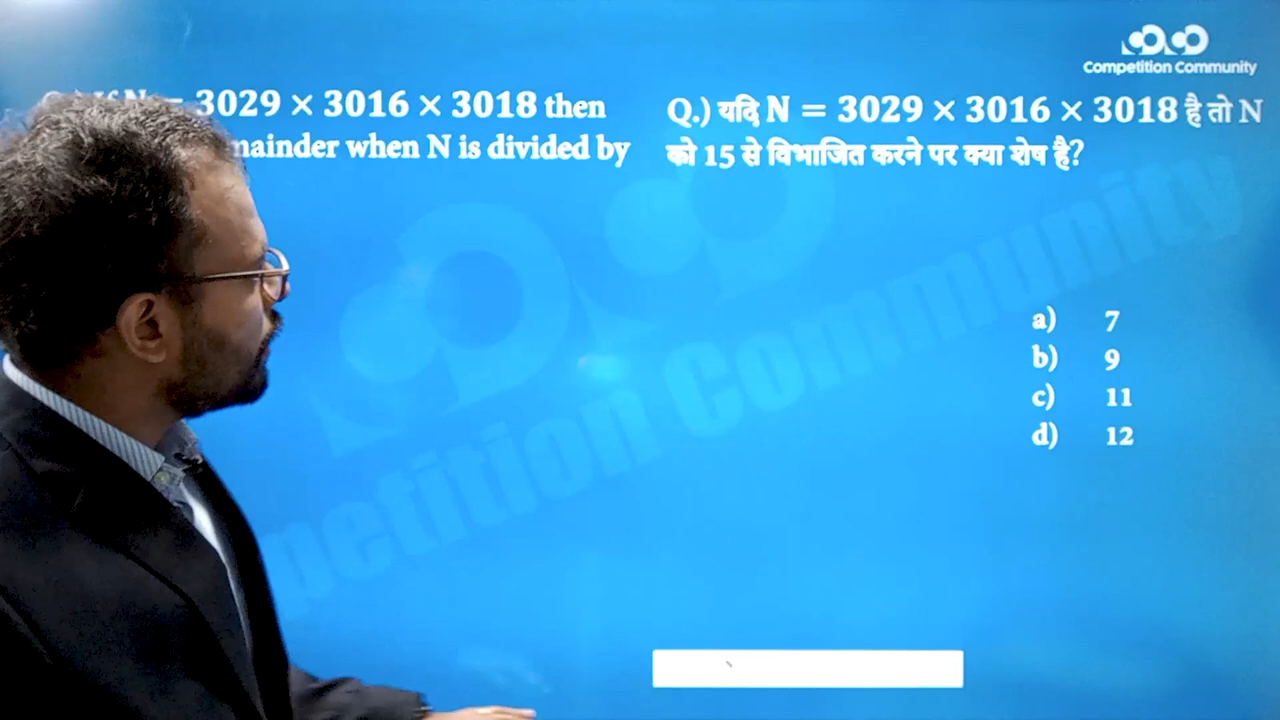 Competition Community
= 3029 × 3016 × 3018 then
when N is divided by
Q.) यदि N = 3029 × 3016 × 3018 है तो N
को 15 से विभाजित करने पर क्या शेष है?
a) 7
b) 9
c) 11
d) 12
Community